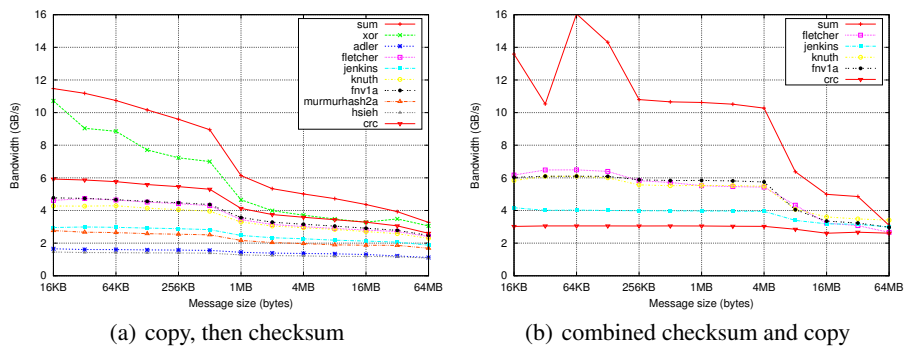 16
14
12
10
8
6
4
2
0
Bandwidth (GB/s)
16KB 64KB 256KB 1MB 4MB 16MB 64MB
Message size (bytes)
sum
xor
adler
fletcher
jenkins
knuth
fnv1a
murmurhash2a
hsieh
crc
(a) copy, then checksum
16
14
12
10
8
6
4
2
0
Bandwidth (GB/s)
16KB 64KB 256KB 1MB 4MB 16MB 64MB
Message size (bytes)
sum
fletcher
jenkins
knuth
fnv1a
crc
(b) combined checksum and copy